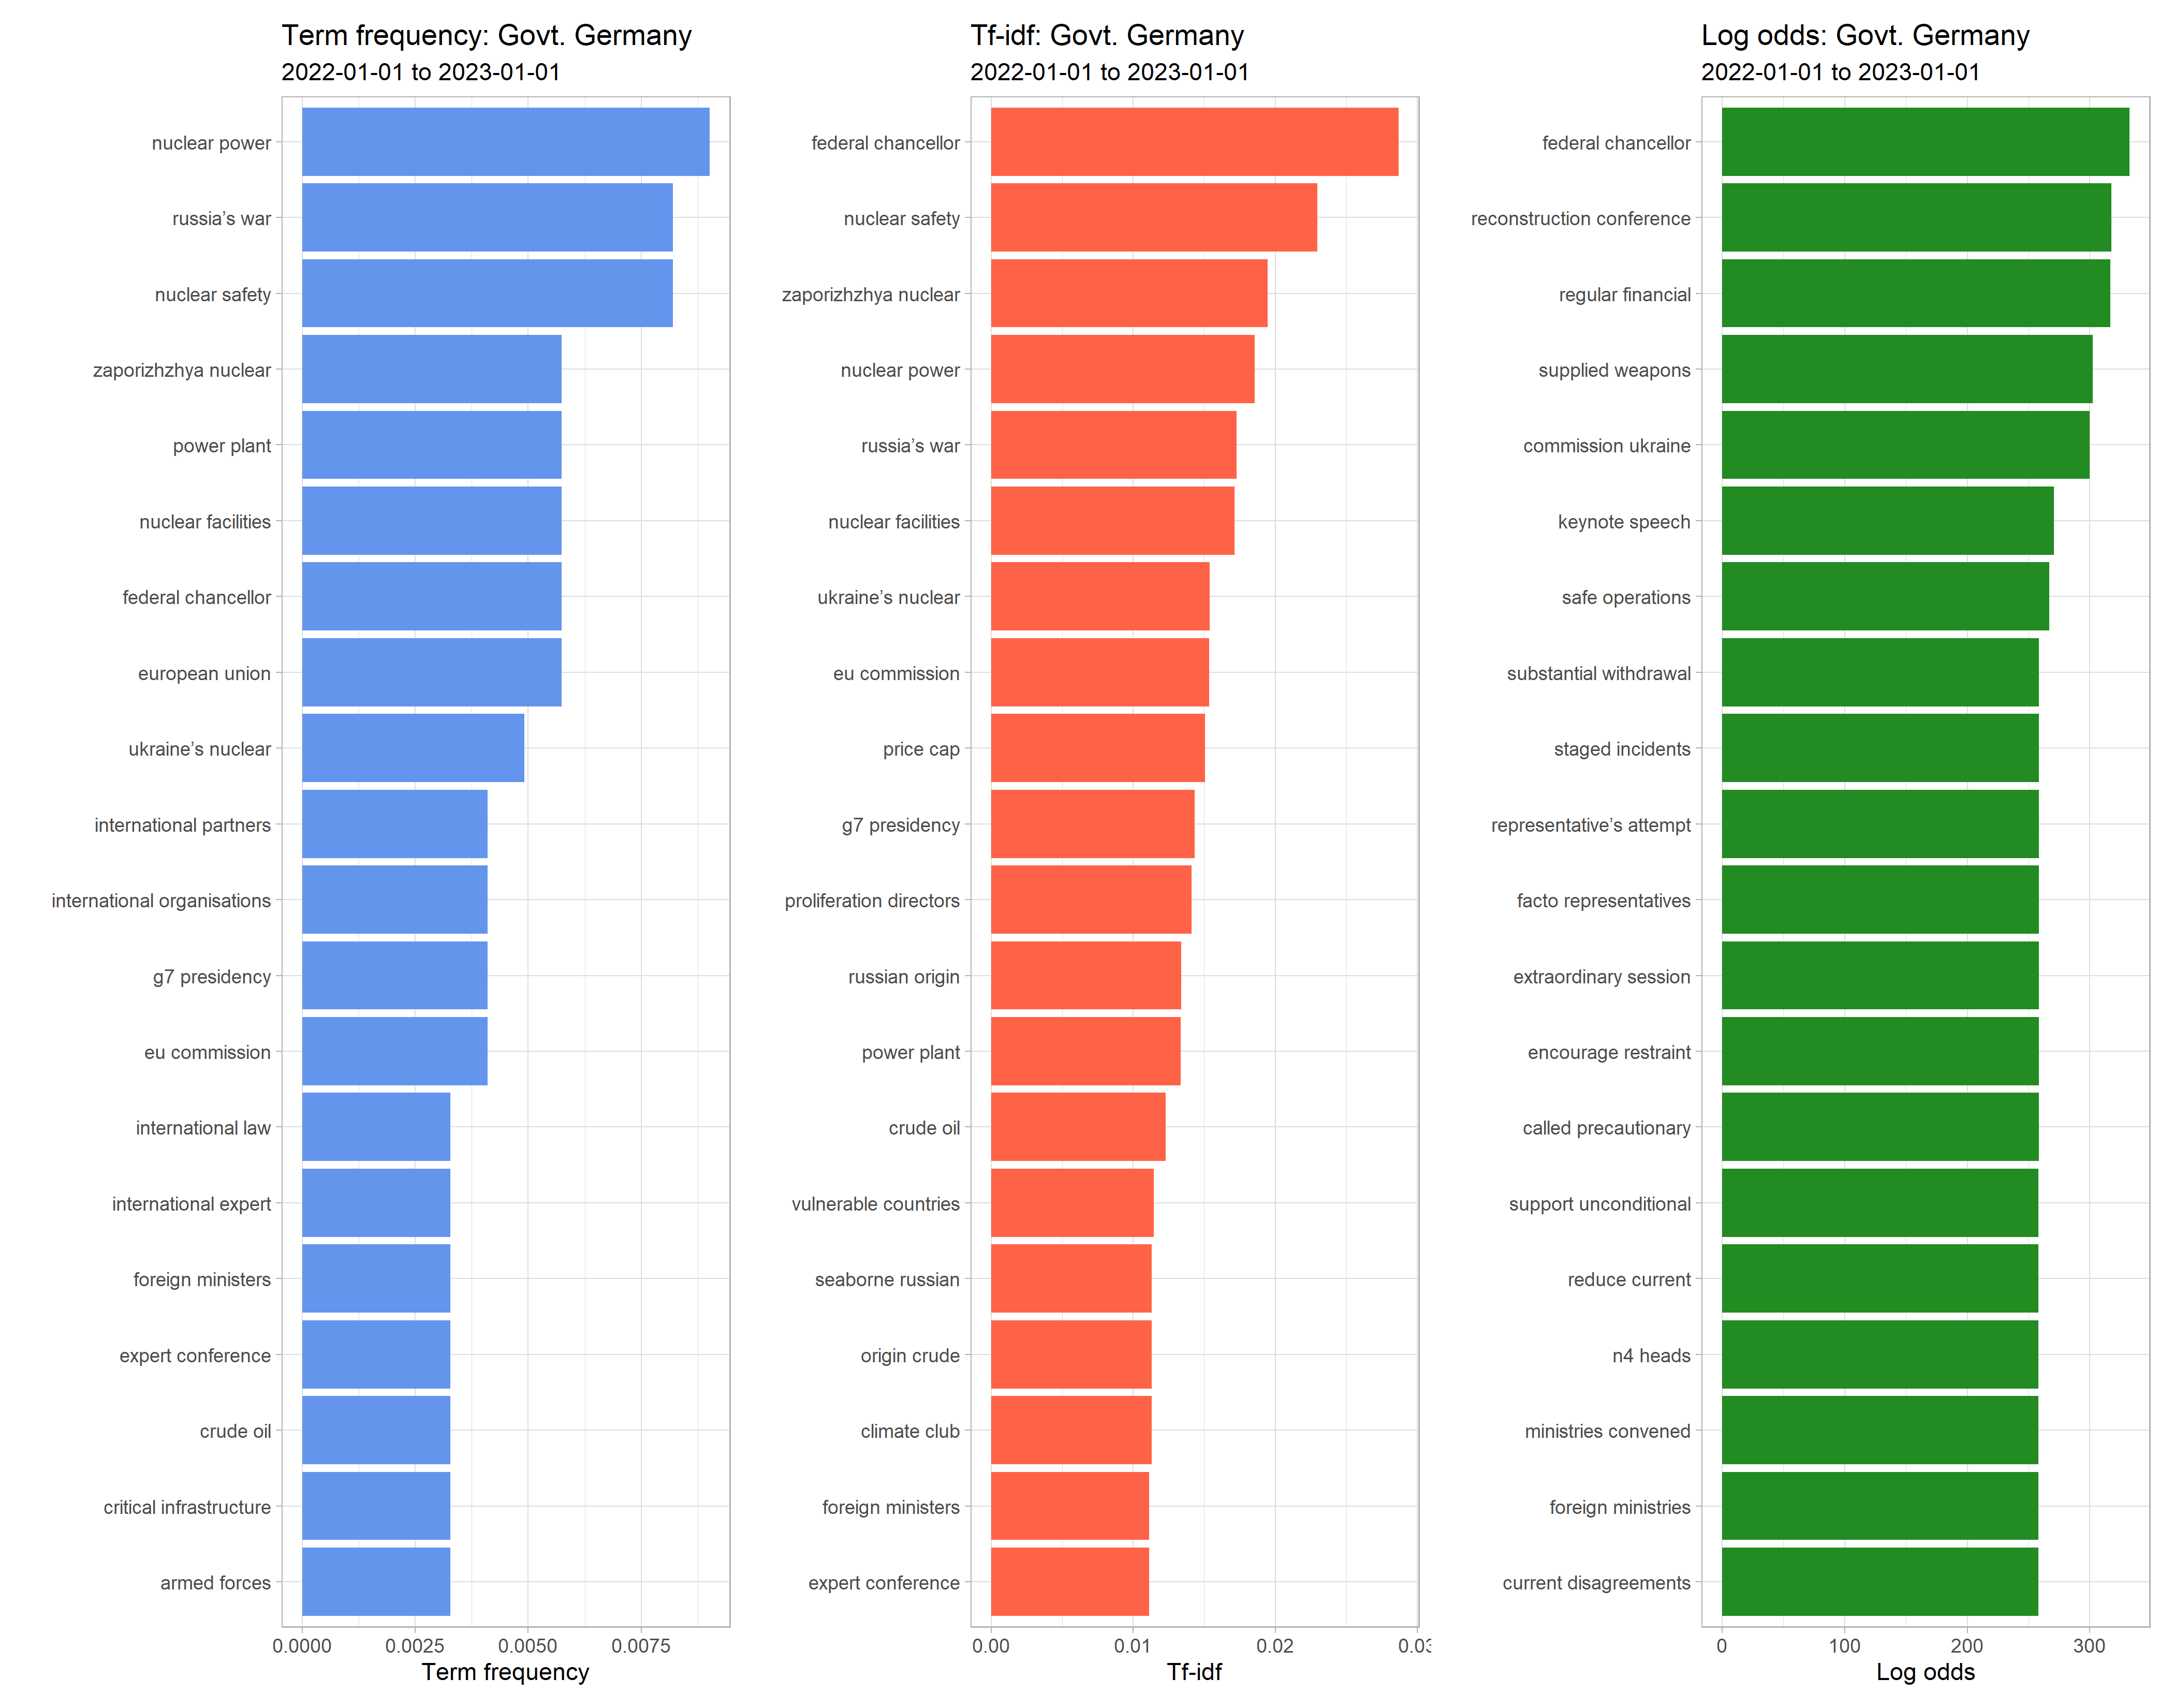 Term frequency: Govt. Germany
2022-01-01 to 2023-01-01
nuclear power
russia’s war
nuclear safety
zaporizhzhya nuclear
power plant
nuclear facilities
federal chancellor
european union
ukraine’s nuclear
international partners
international organisations
g7 presidency
eu commission
international law
international expert
foreign ministers
expert conference
crude oil
critical infrastructure
armed forces
0.0000 0.0025 0.0050 0.0075
Term frequency
Tf-idf: Govt. Germany
2022-01-01 to 2023-01-01
federal chancellor
nuclear safety
zaporizhzhya nuclear
nuclear power
russia’s war
nuclear facilities
ukraine’s nuclear
eu commission
price cap
g7 presidency
proliferation directors
russian origin
power plant
crude oil
vulnerable countries
seaborne russian
origin crude
climate club
foreign ministers
expert conference
0.00 0.01 0.02 0.03
Tf-idf
Log odds: Govt. Germany
2022-01-01 to 2023-01-01
federal chancellor
reconstruction conference
regular financial
supplied weapons
commission ukraine
keynote speech
safe operations
substantial withdrawal
staged incidents
representative’s attempt
facto representatives
extraordinary session
encourage restraint
called precautionary
support unconditional
reduce current
n4 heads
ministries convened
foreign ministries
current disagreements
0 100 200 300
Log odds